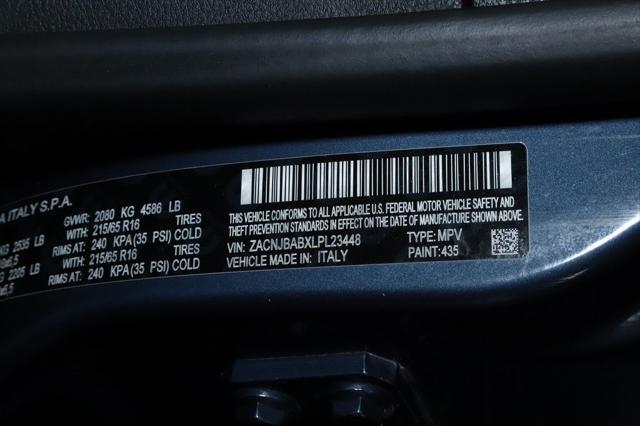 A ITALY S.P.A.
GVWR: 2080 KG 4586 LB
KG 2535 LB WITH: 215/65 R16 TIRES
RIMS AT: 240 KPA(35 PSI) COLD
2205 LB WITH: 215/65 R16 TIRES
RIMS AT: 240 KPA(35 PSI) COLD
THIS VEHICLE CONFORMS TO ALL APPLICABLE U.S. FEDERAL MOTOR VEHICLE SAFETY AND
THEFT PREVENTION STANDARDS IN EFFECT ON THE DATE OF MANUFACTURE SHOWN ABOVE
VIN: ZACNJBABXLPL23448 TYPE: MPV
VEHICLE MADE IN: ITALY PAINT: 435